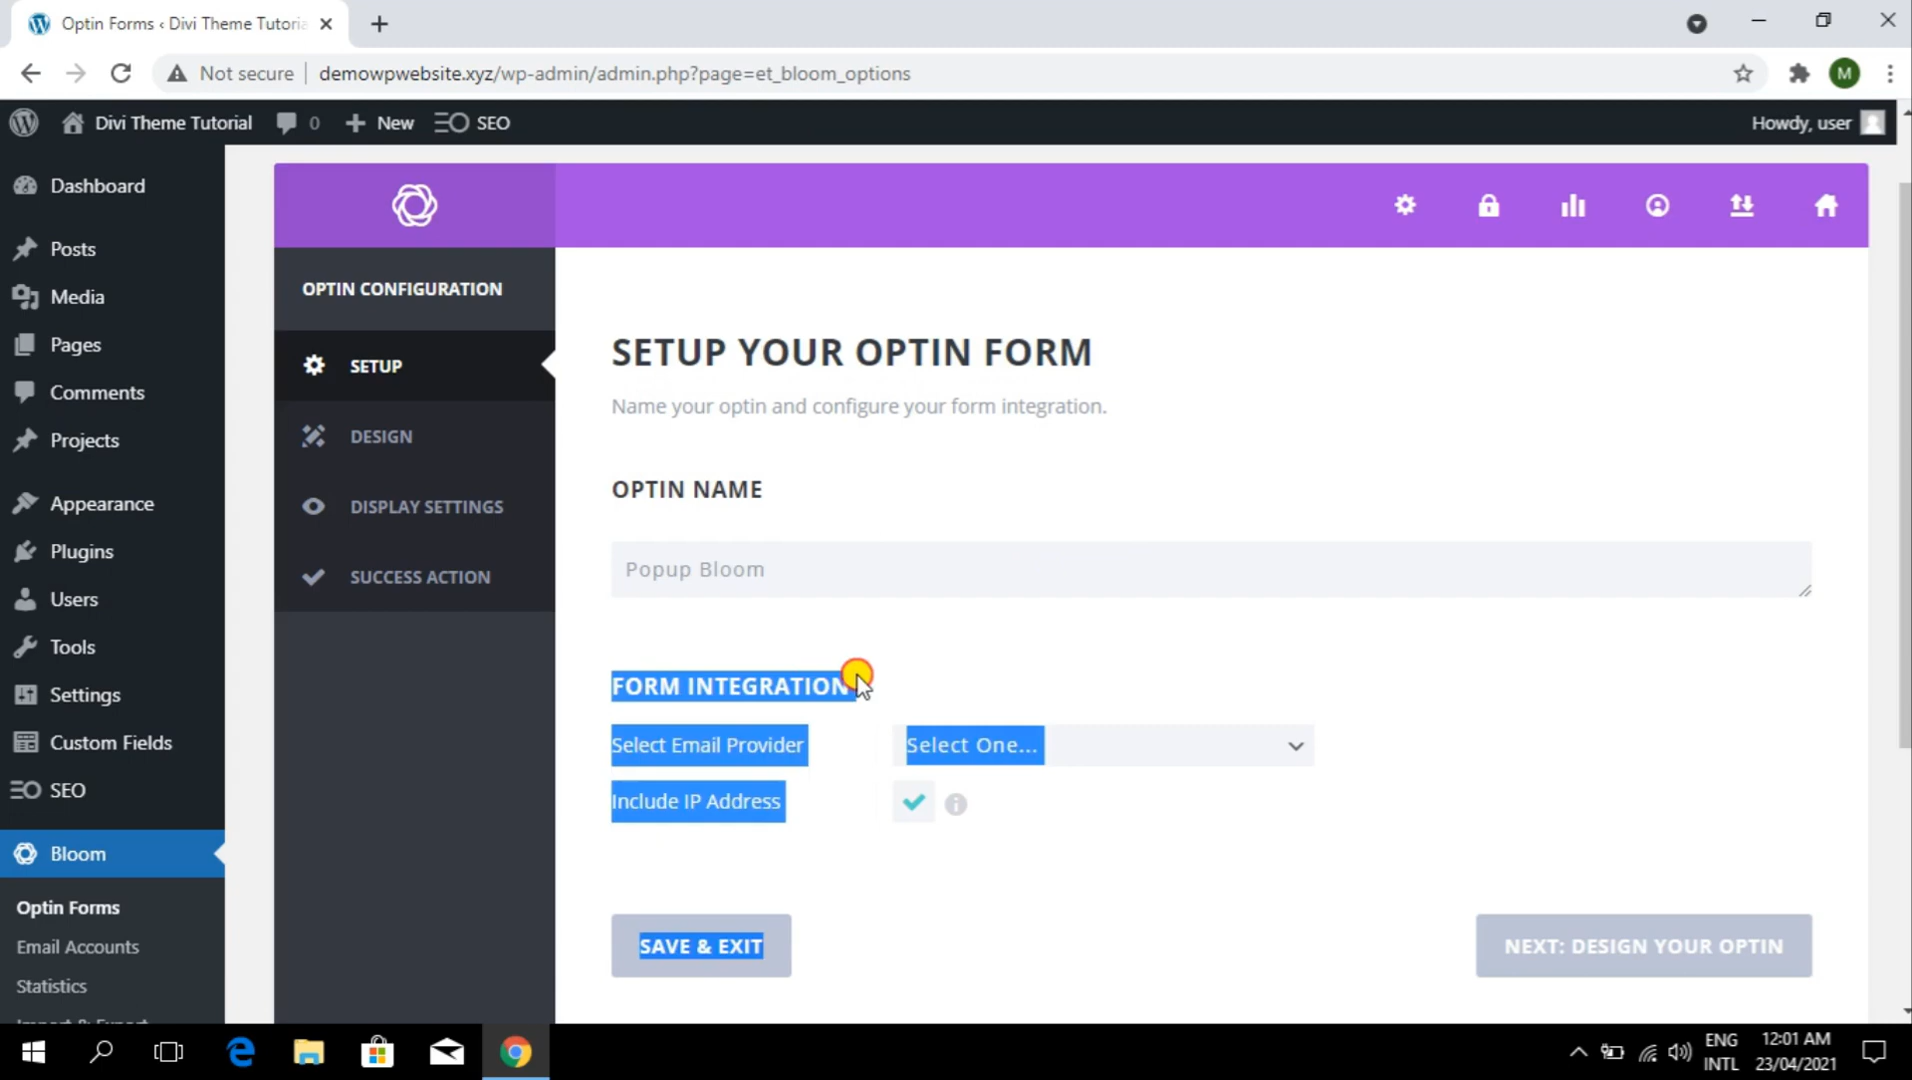 Optin Forms ‹ Divi Theme Tutoria
Not secure
demowpwebsite.xyz/wp-admin/admin.php?page=et_bloom_options
M
Divi Theme Tutorial
0
New
SEO
Howdy, user
Dashboard
Posts
Media
Pages
Comments
Projects
Appearance
Plugins
Users
Tools
Settings
Custom Fields
SEO
Bloom
Optin Forms
Email Accounts
Statistics
Import & Export
OPTIN CONFIGURATION
SETUP
DESIGN
DISPLAY SETTINGS
SUCCESS ACTION
SETUP YOUR OPTIN FORM
Name your optin and configure your form integration.
OPTIN NAME
Popup Bloom
FORM INTEGRATION
Select Email Provider
Select One...
Include IP Address
SAVE & EXIT
NEXT: DESIGN YOUR OPTIN
ENG
INTL
12:01 AM
23/04/2021